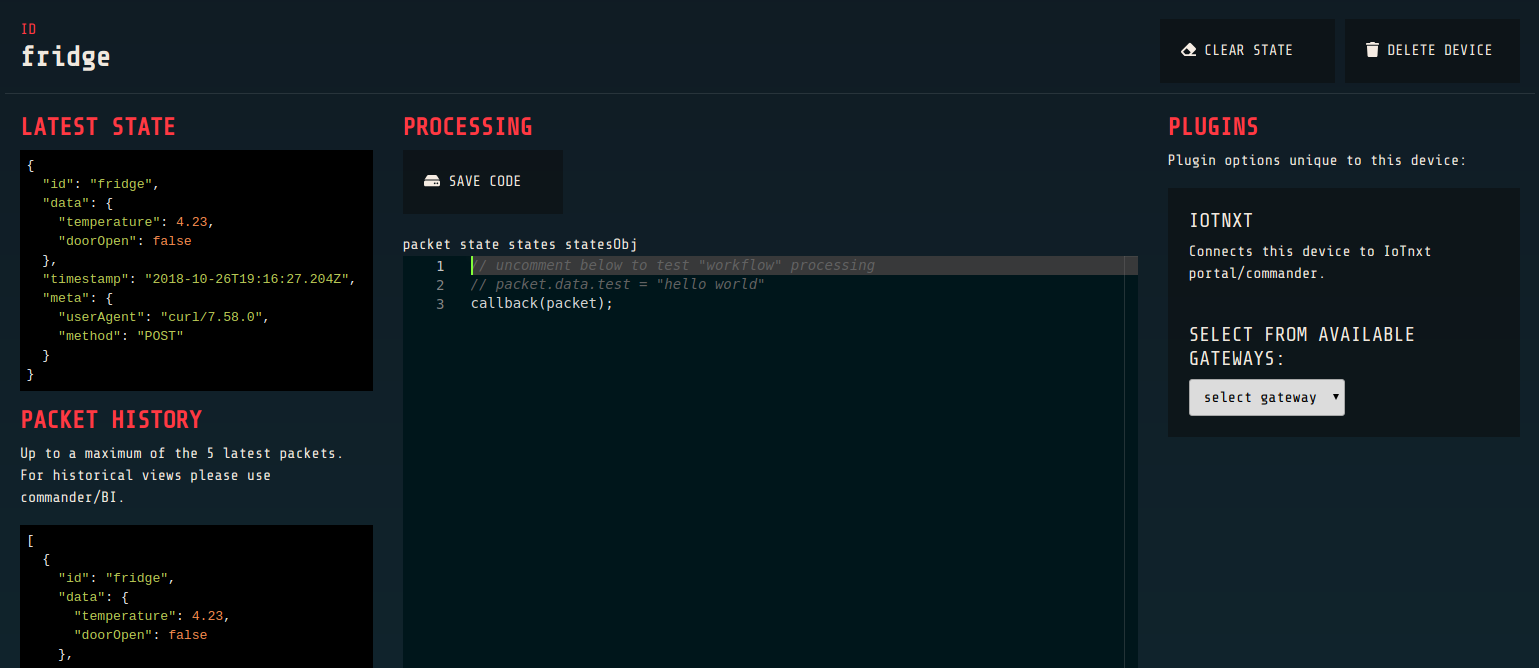 ID
fridge
CLEAR STATE
DELETE DEVICE
LATEST STATE
{
"id": "fridge",
"data": {
"temperature": 4.23,
"doorOpen": false
},
"timestamp": "2018-10-26T19:16:27.204Z",
"meta": {
"userAgent": "curl/7.58.0",
"method": "POST"
}
}
PACKET HISTORY
Up to a maximum of the 5 latest packets.
For historical views please use
commander/BI.
[
{
"id": "fridge",
"data": {
"temperature": 4.23,
"doorOpen": false
},
PROCESSING
SAVE CODE
packet state states statesObj
1 // uncomment below to test "workflow" processing
2 // packet.data.test = "hello world"
3 callback(packet);
PLUGINS
Plugin options unique to this device:
IOTNXT
Connects this device to IoTnxt
portal/commander.
SELECT FROM AVAILABLE
GATEWAYS:
select gateway